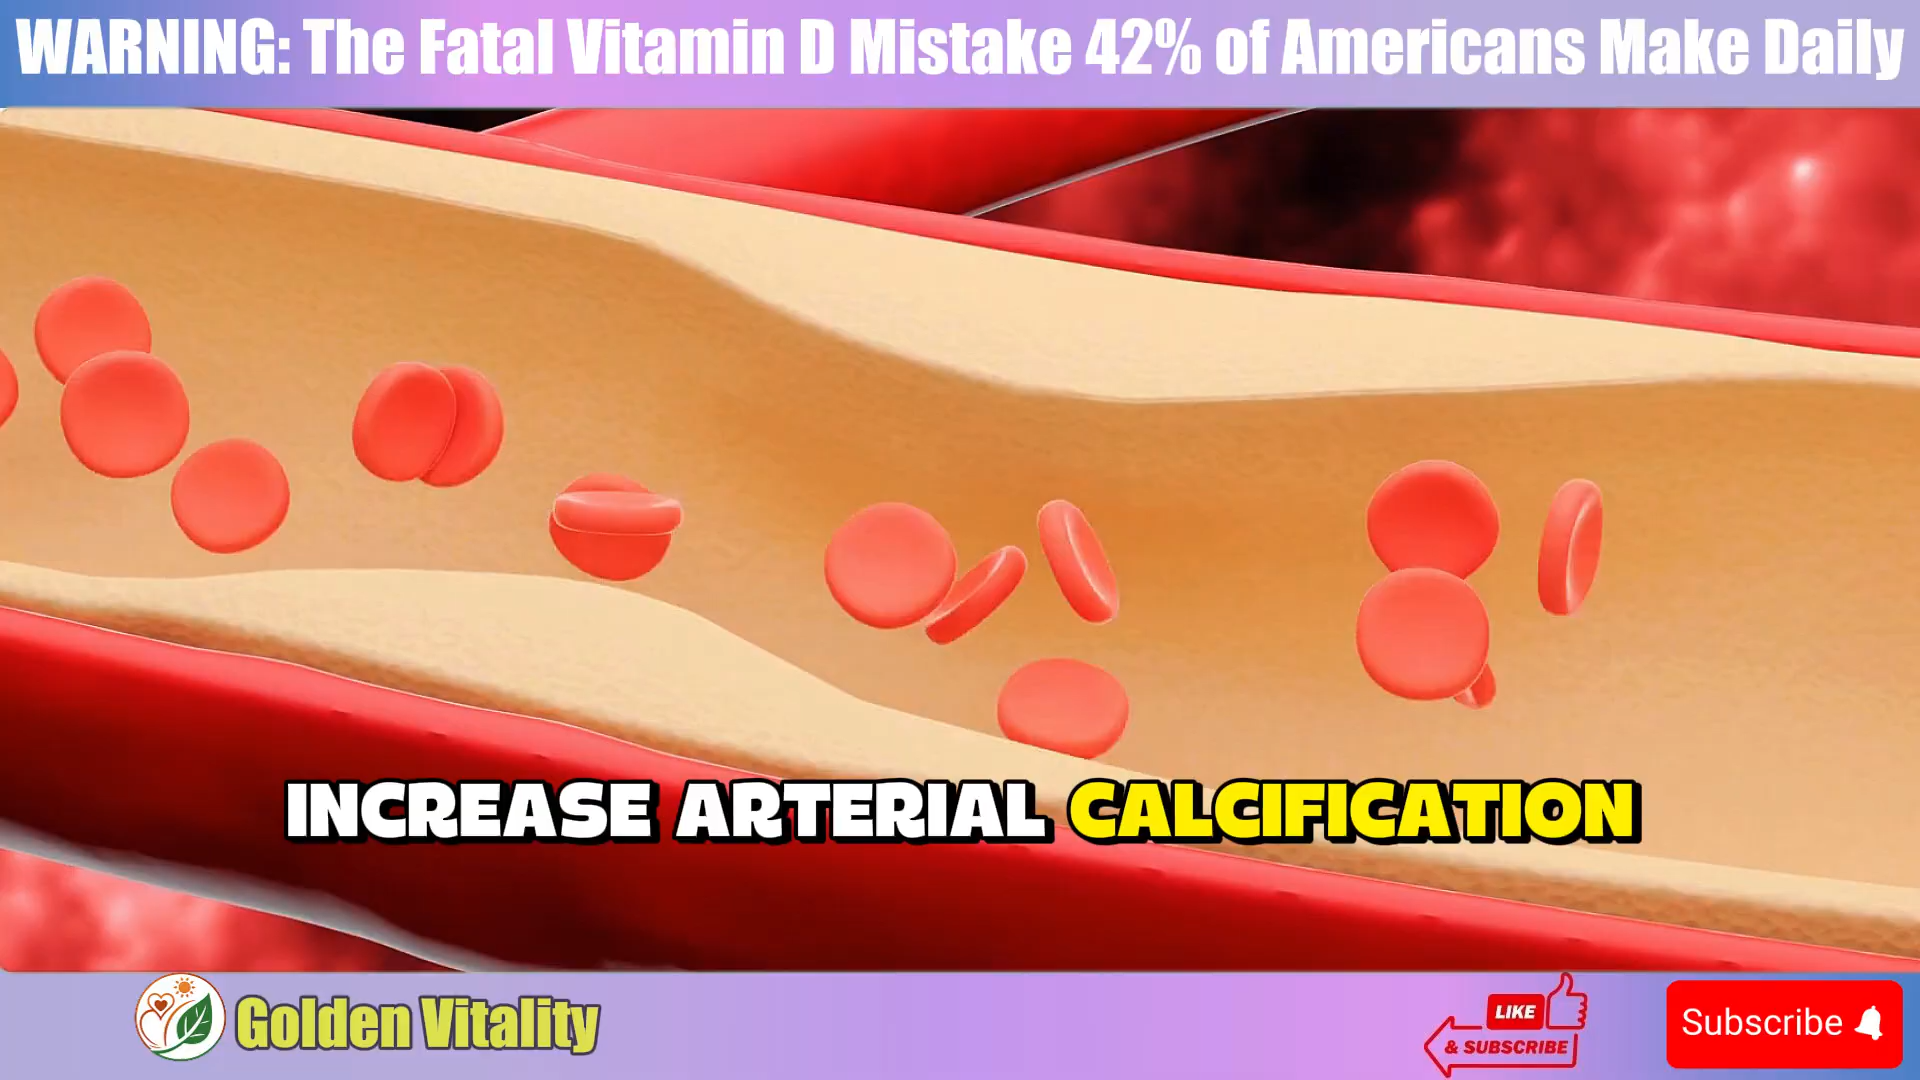 WARNING: The Fatal Vitamin D Mistake 42% of Americans Make Daily
INCREASE ARTERIAL CALCIFICATION
Golden Vitality
LIKE
& SUBSCRIBE
Subscribe